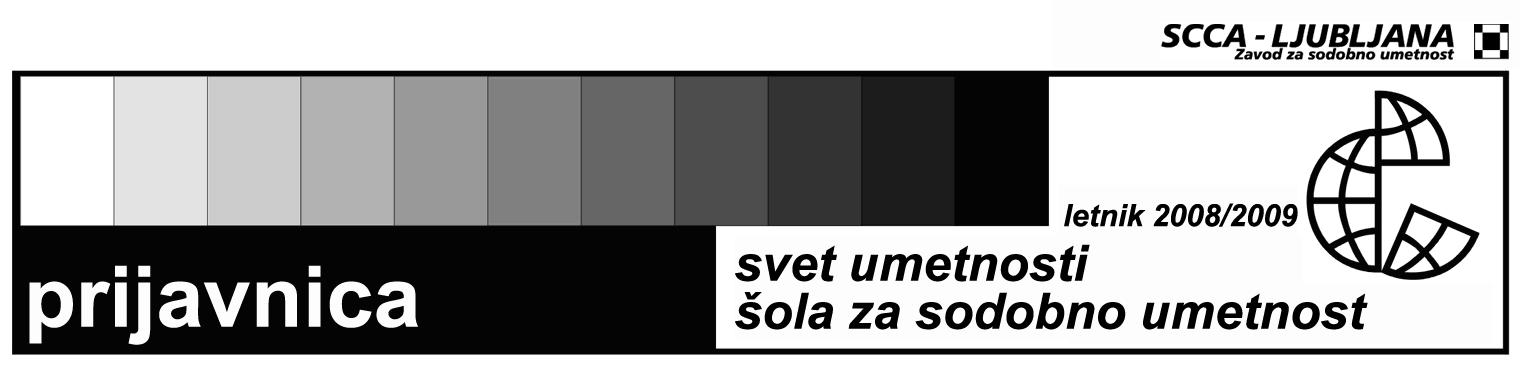 SCCA - LJUBLJANA
Zavod za sodobno umetnost
letnik 2008/2009
prijavnica
svet umetnosti
šola za sodobno umetnost